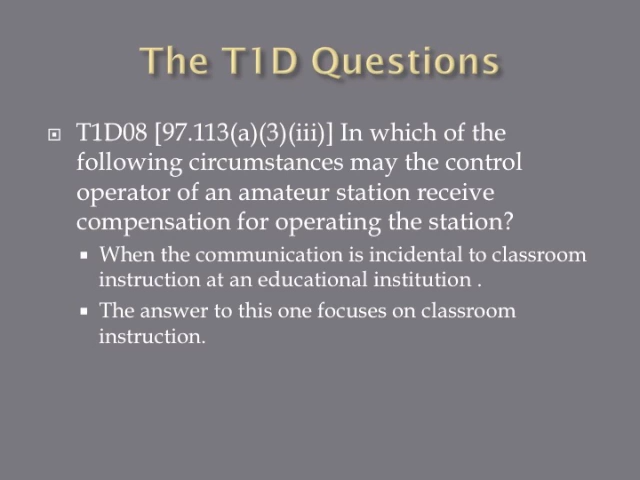 The T1D Questions
T1D08 [97.113(a)(3)(iii)] In which of the
following circumstances may the control
operator of an amateur station receive
compensation for operating the station?
When the communication is incidental to classroom
instruction at an educational institution .
The answer to this one focuses on classroom
instruction.